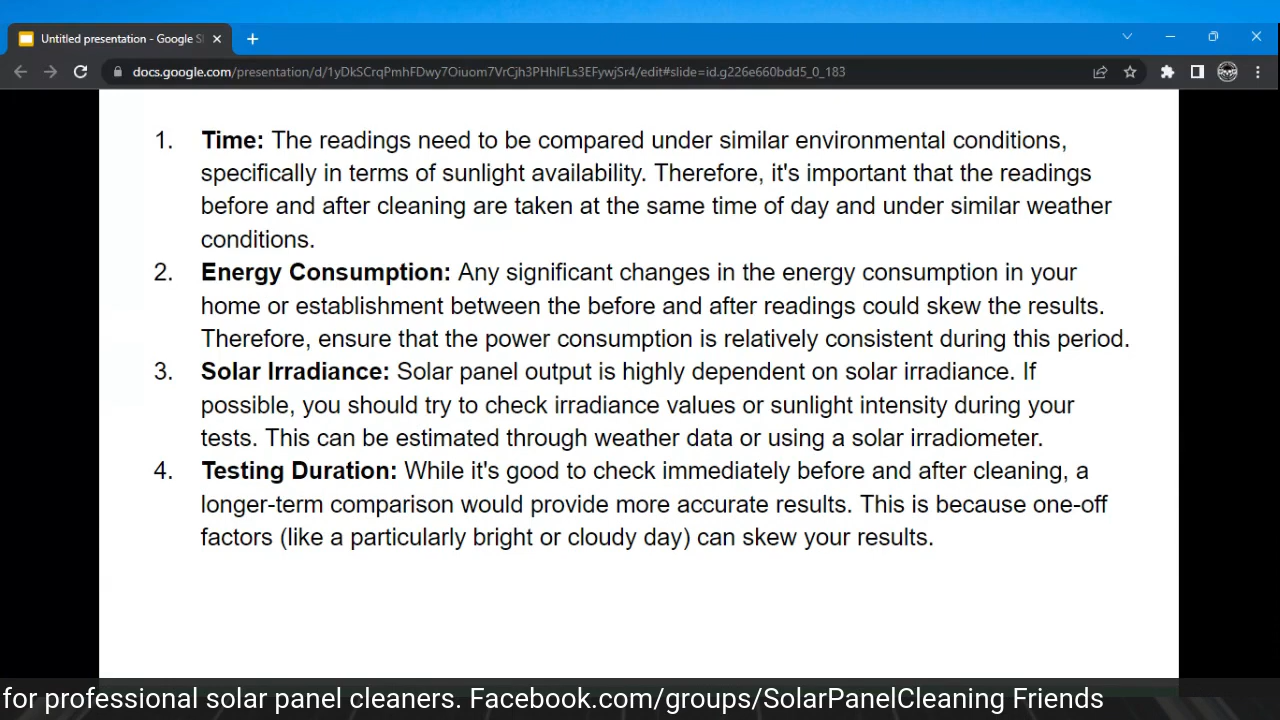 Untitled presentation - Google Sl
docs.google.com/presentation/d/1yDkSCrqPmhFDwy7Oiuom7VrCjh3PHhIFLs3EFywjSr4/edit#slide=id.g226e660bdd5_0_183
1. Time: The readings need to be compared under similar environmental conditions,
specifically in terms of sunlight availability. Therefore, it's important that the readings
before and after cleaning are taken at the same time of day and under similar weather
conditions.
2. Energy Consumption: Any significant changes in the energy consumption in your
home or establishment between the before and after readings could skew the results.
Therefore, ensure that the power consumption is relatively consistent during this period.
3. Solar Irradiance: Solar panel output is highly dependent on solar irradiance. If
possible, you should try to check irradiance values or sunlight intensity during your
tests. This can be estimated through weather data or using a solar irradiometer.
4. Testing Duration: While it's good to check immediately before and after cleaning, a
longer-term comparison would provide more accurate results. This is because one-off
factors (like a particularly bright or cloudy day) can skew your results.
for professional solar panel cleaners. Facebook.com/groups/SolarPanelCleaning Friends